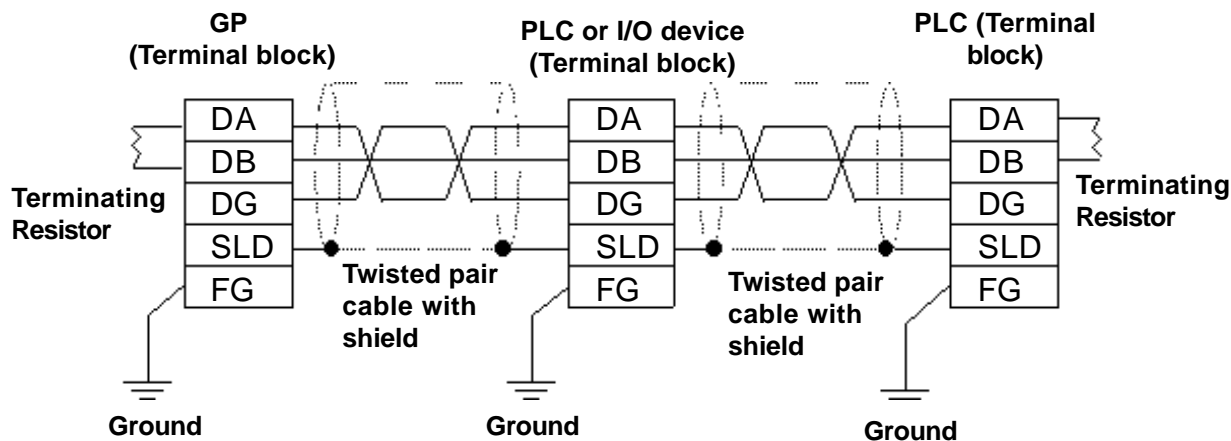 GP
(Terminal block)
PLC or I/O device
(Terminal block)
PLC (Terminal
block)
DA
DB
DG
SLD
FG
DA
DB
DG
SLD
FG
DA
DB
DG
SLD
FG
Terminating
Resistor
Twisted pair
cable with
shield
Twisted pair
cable with
shield
Terminating
Resistor
Ground
Ground
Ground